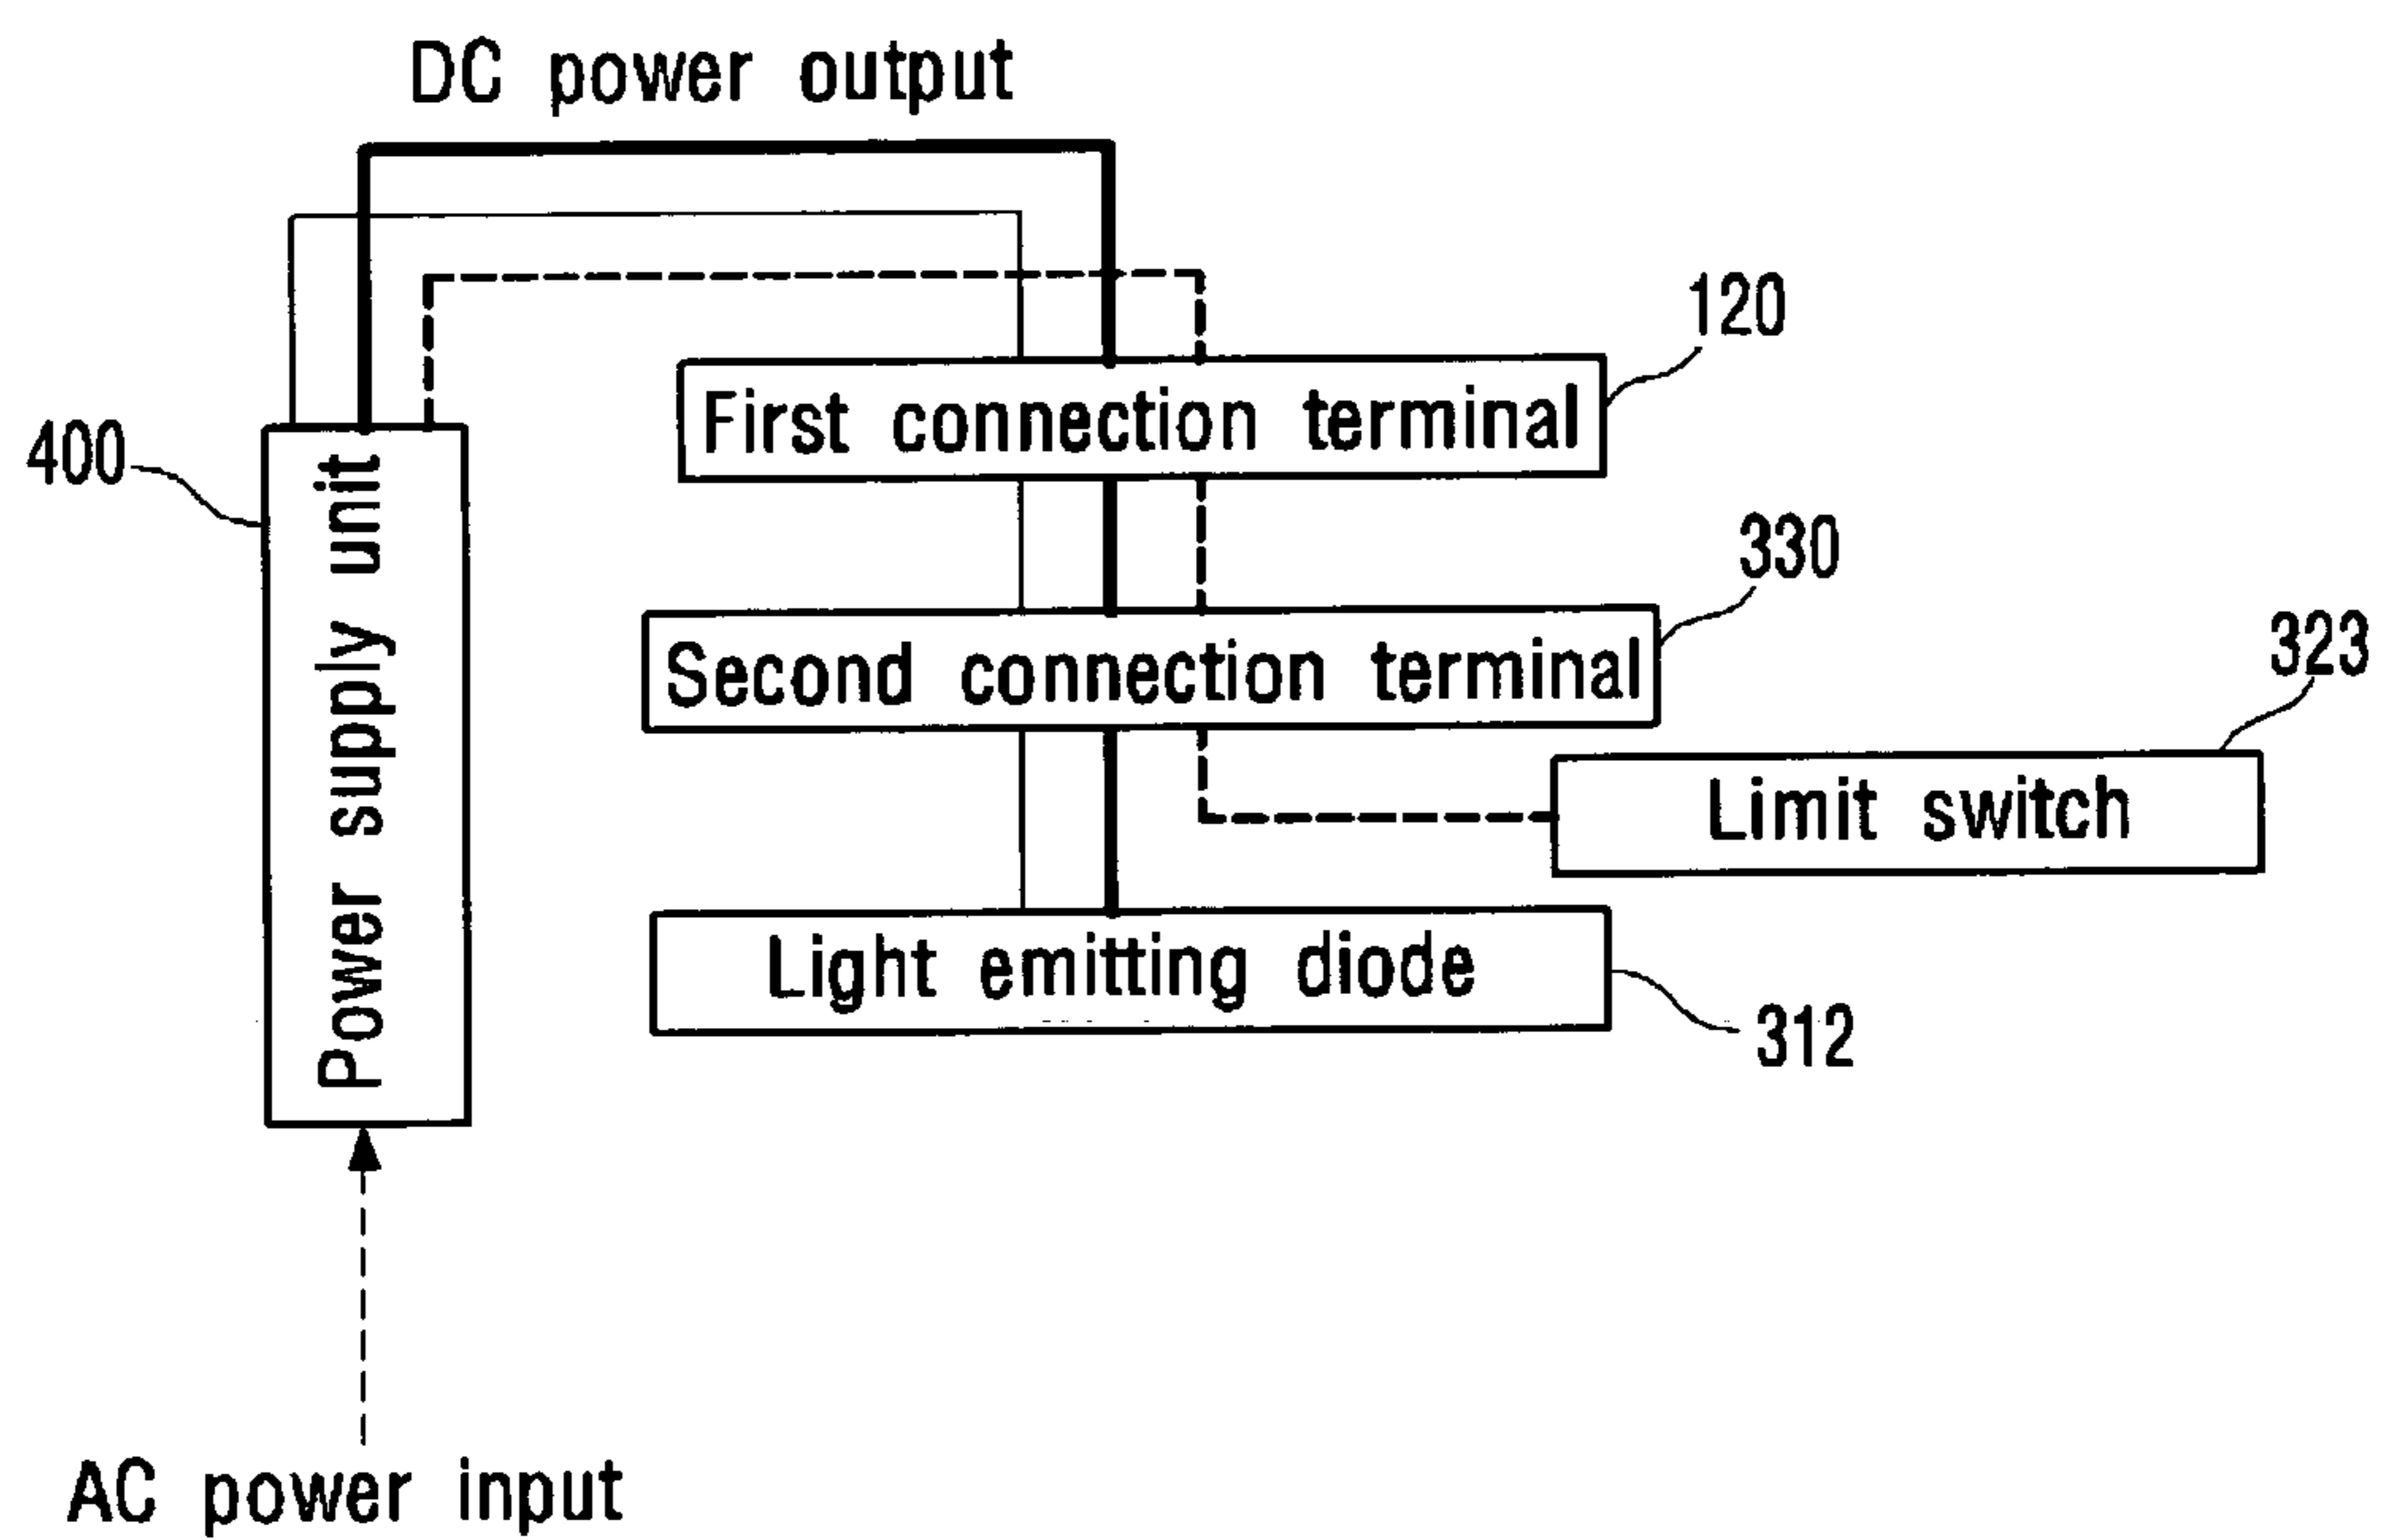 DC power output
120
First connection terminal
400
Power supply unit
330
Second connection terminal
323
Limit switch
Light emitting diode
312
AC power input